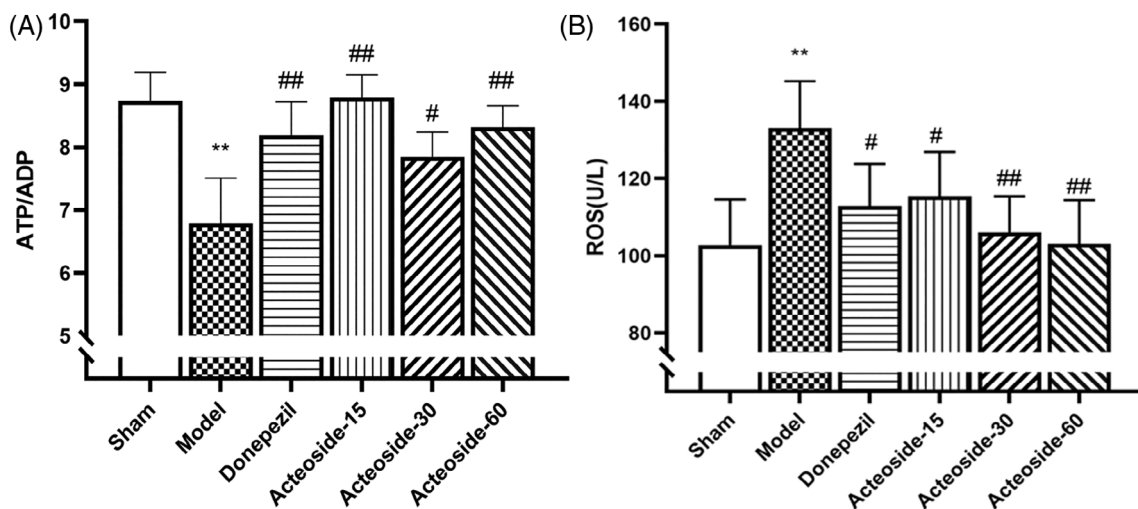 (A)
ATP/ADP
10
9
8
7
6
5
**
##
##
#
##
Sham
Model
Donepezil
Acteoside-15
Acteoside-30
Acteoside-60
(B)
ROS(U/L)
160
140
120
100
80
**
#
#
##
##
Sham
Model
Donepezil
Acteoside-15
Acteoside-30
Acteoside-60